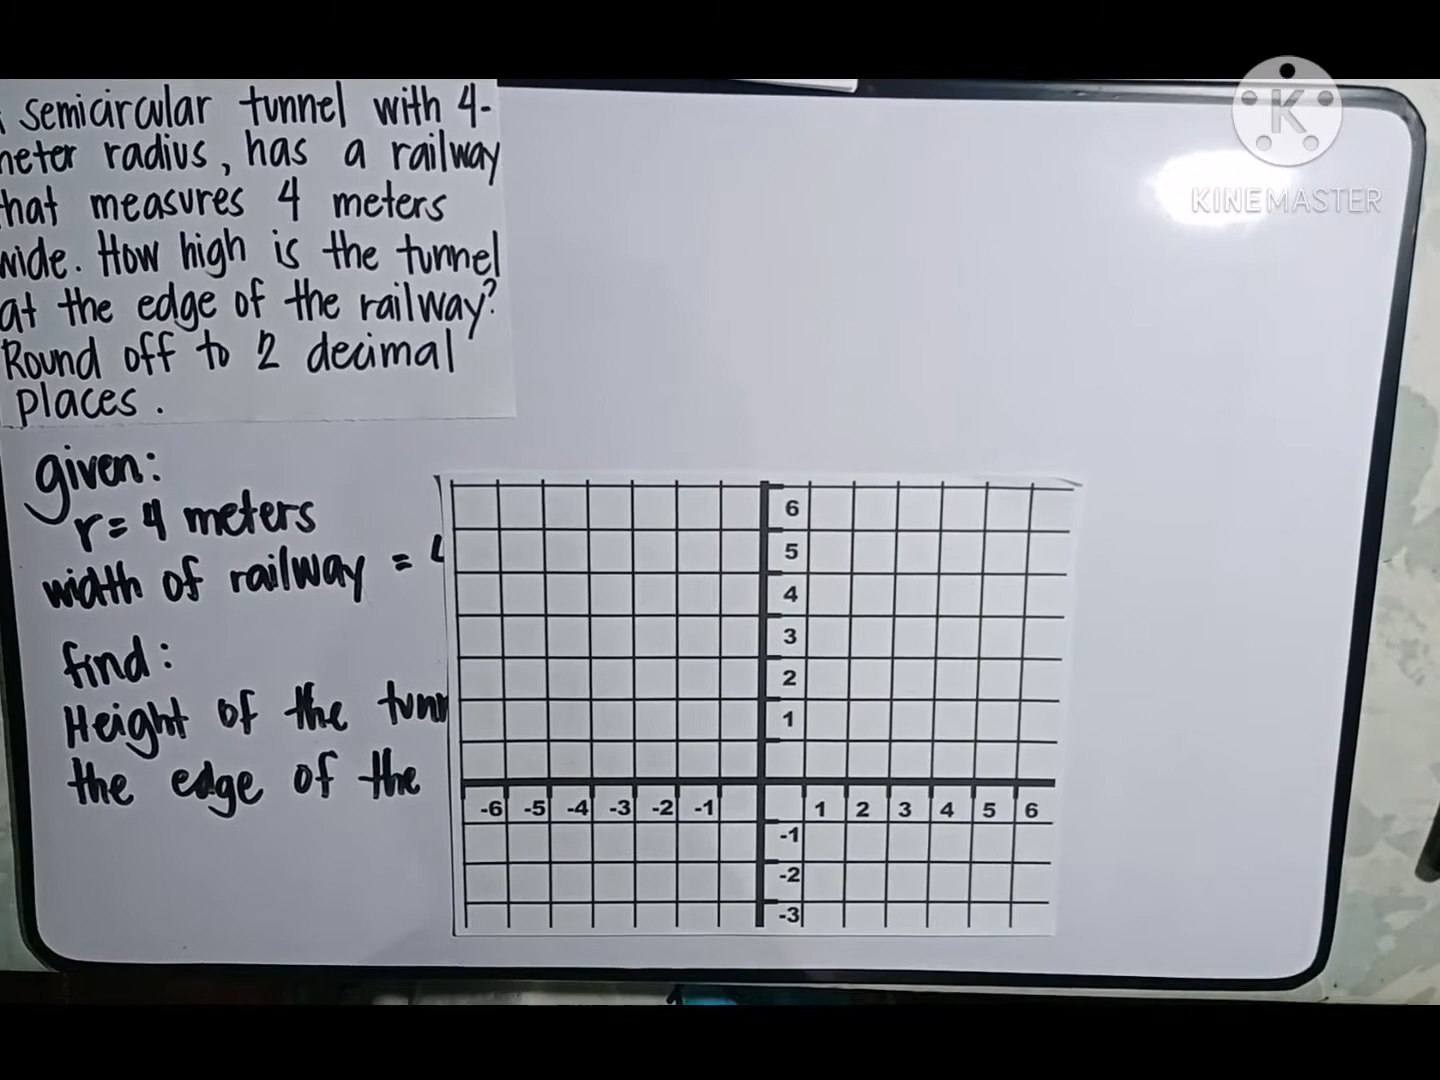 semicircular tunnel with 4-
meter radius, has a railway
that measures 4 meters
wide. How high is the tunnel
at the edge of the railway?
Round off to 2 decimal
places.
given:
r = 4 meters
width of railway = 4
find:
Height of the tunn
the edge of the
6
5
4
3
2
1
-6 -5 -4 -3 -2 -1 1 2 3 4 5 6
-1
-2
-3
K
KINEMASTER